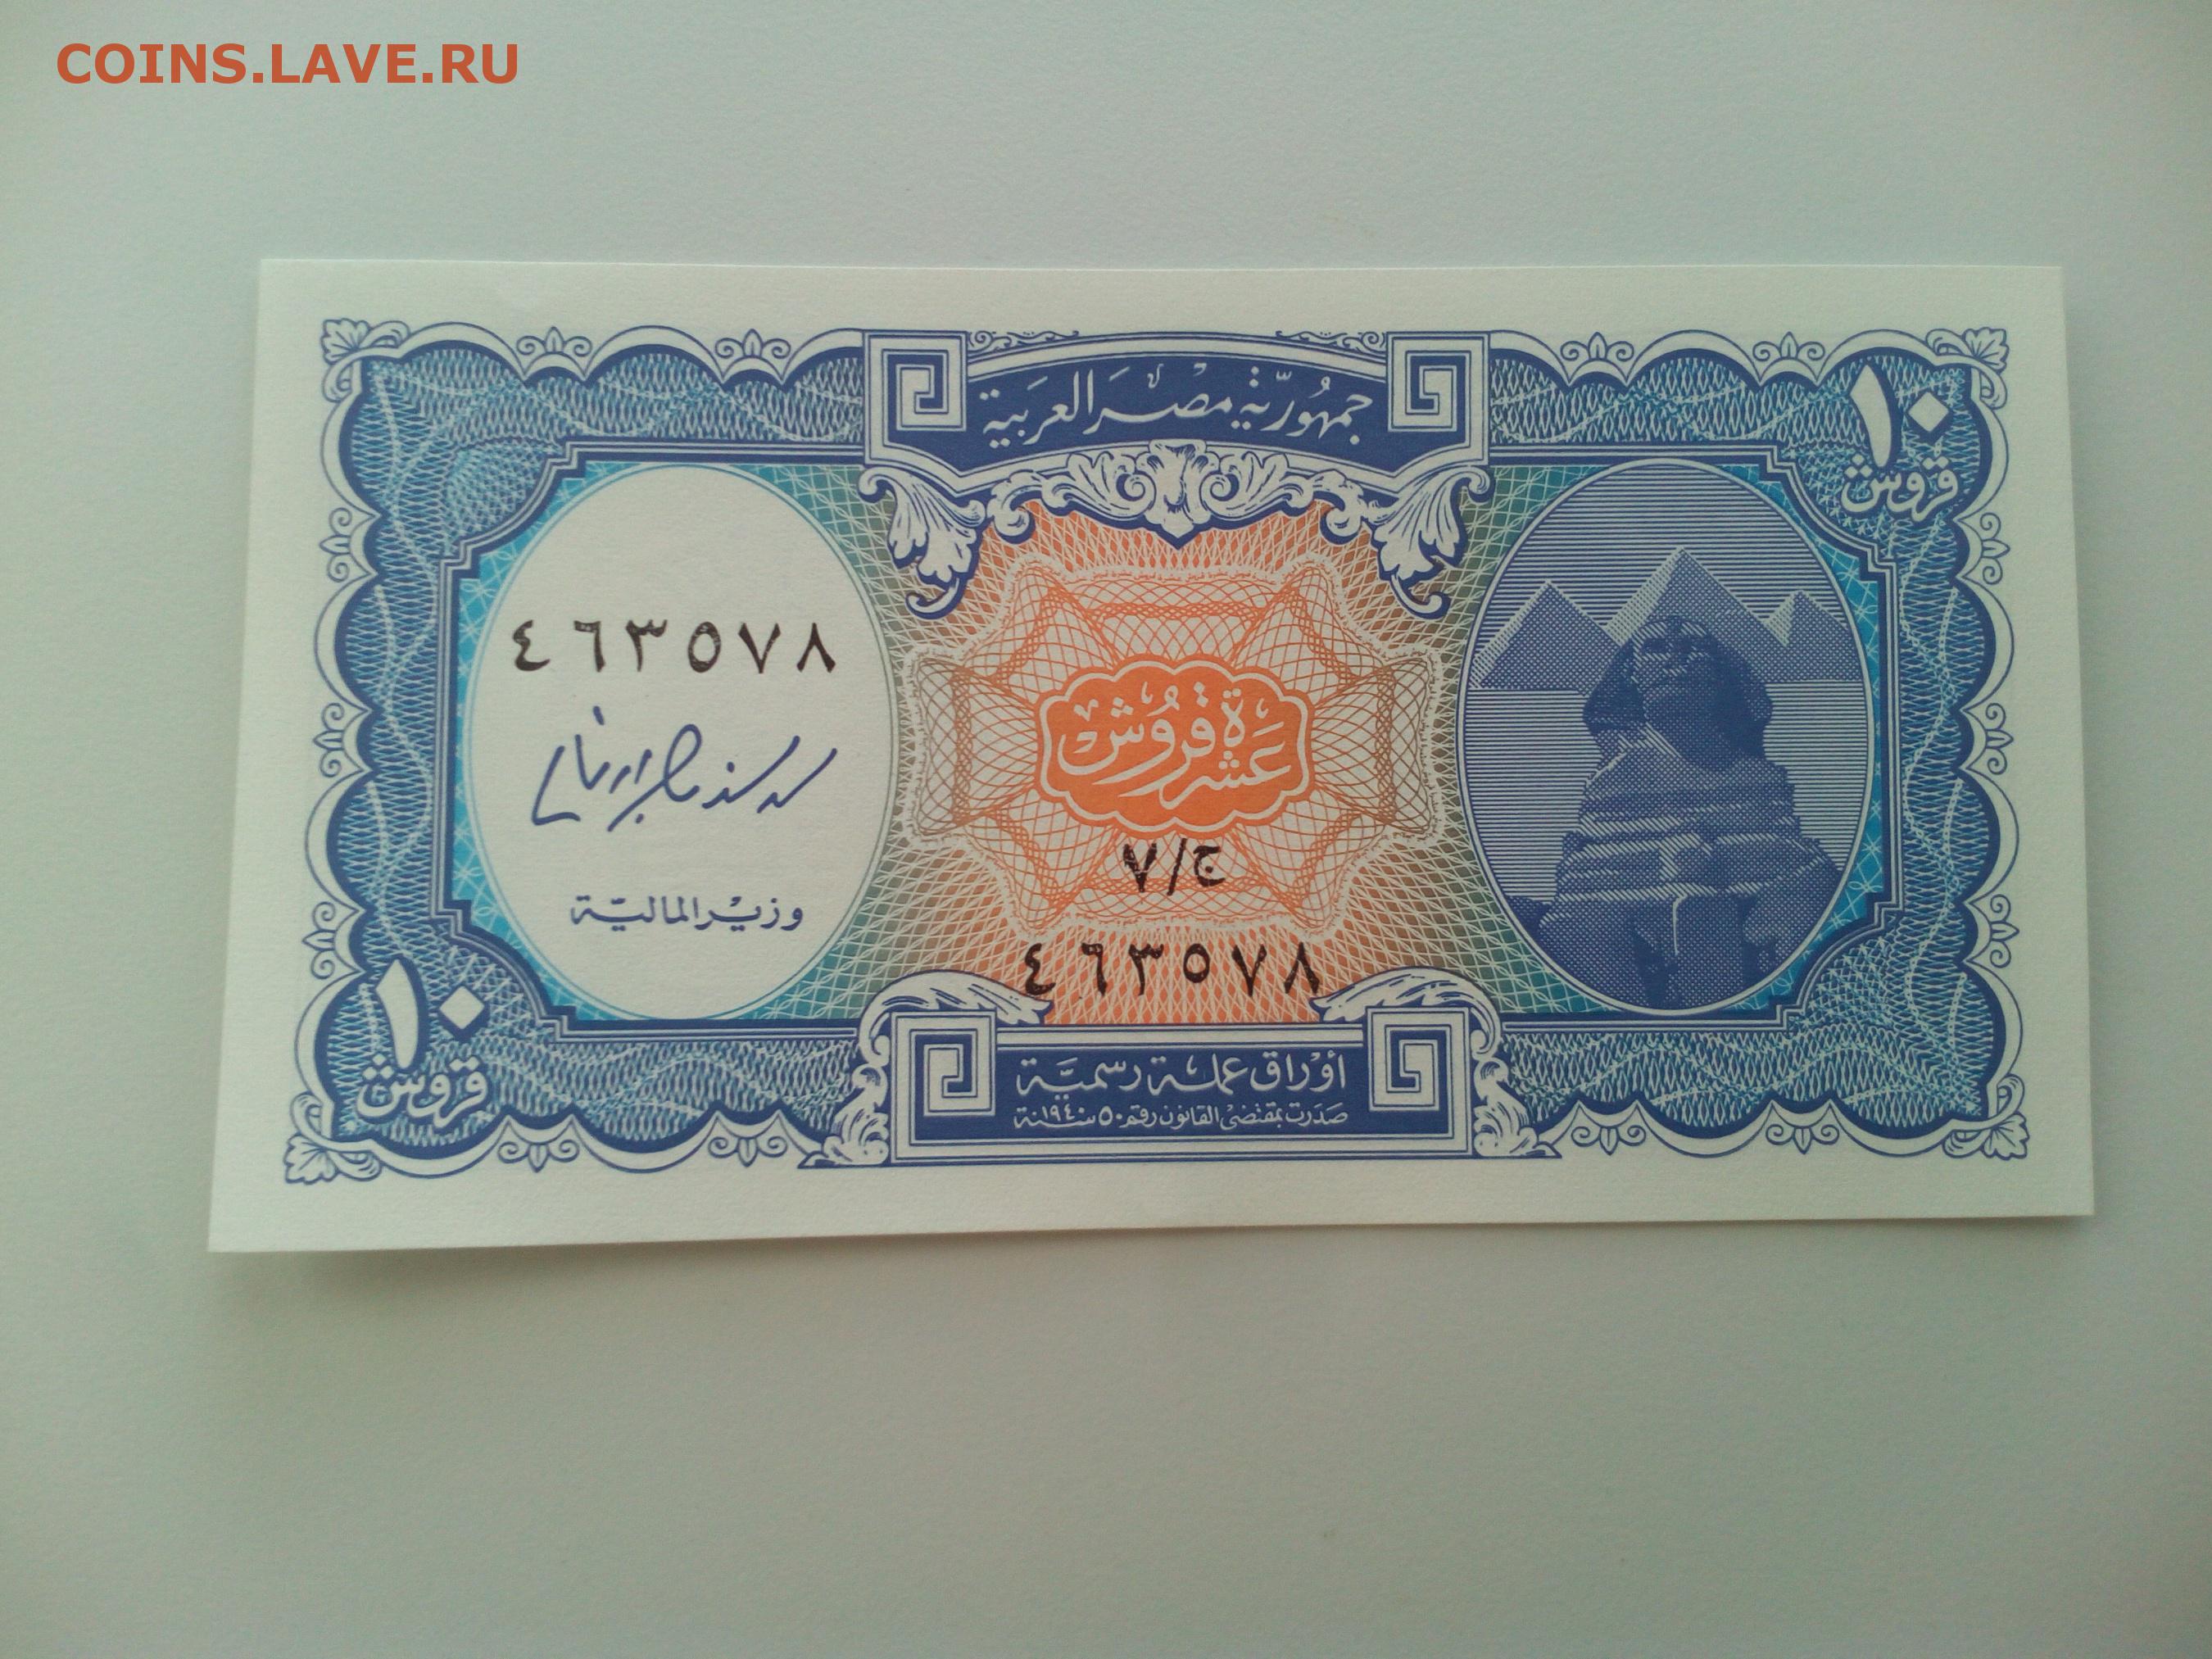 COINS.LAVE.RU
جمهورية مصر العربية
١٠
قروش
٤٦٣٥٧٨
عشرة قروش
ج/٧
وزير المالية
٤٦٣٥٧٨
١٠
قروش
أوراق عملة رسمية
صدرت بمقتضى القانون رقم ٥٠ سنة ١٩٤٠